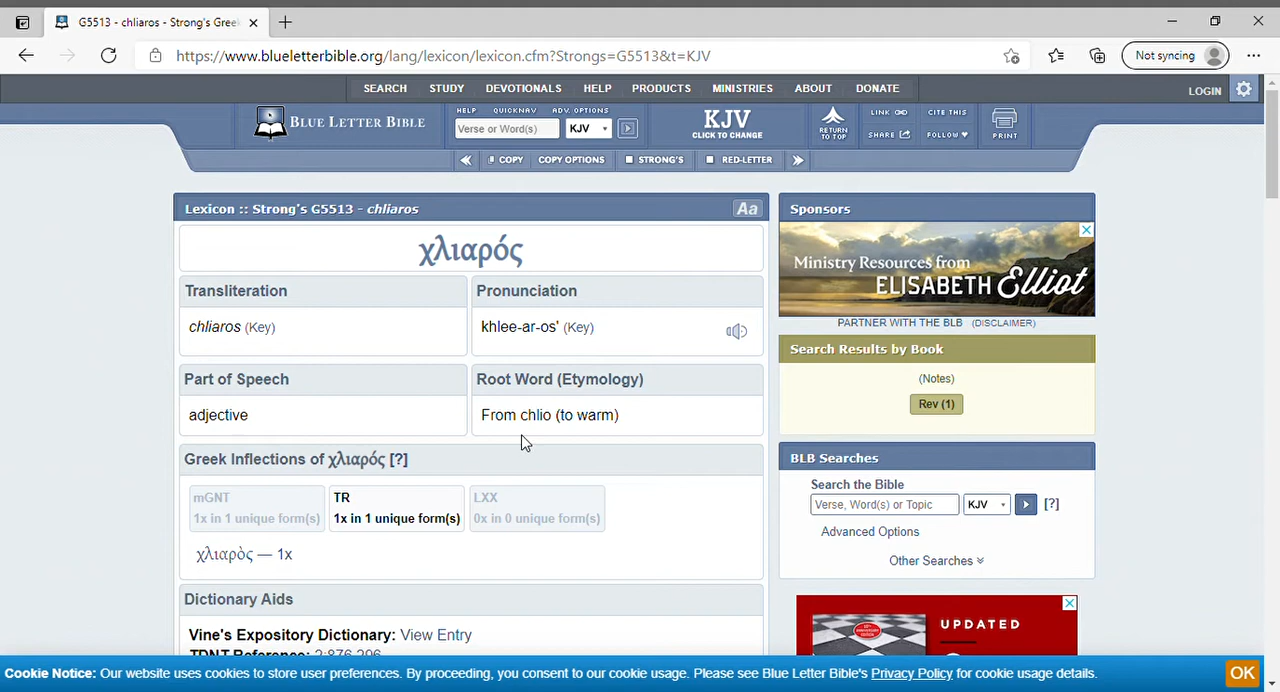 G5513 - chliaros - Strong's Gree
https://www.blueletterbible.org/lang/lexicon/lexicon.cfm?Strongs=G5513&t=KJV
Not syncing
SEARCH STUDY DEVOTIONALS HELP PRODUCTS MINISTRIES ABOUT DONATE
LOGIN
BLUE LETTER BIBLE
HELP QUICKNAV ADV. OPTIONS
Verse or Word(s) KJV
KJV
CLICK TO CHANGE
RETURN
TO TOP
LINK CITE THIS
SHARE FOLLOW
PRINT
COPY COPY OPTIONS STRONG'S RED-LETTER
Lexicon :: Strong's G5513 - chliaros
Aa
χλιαρός
Transliteration
chliaros (Key)
Pronunciation
khlee-ar-os' (Key)
Part of Speech
adjective
Root Word (Etymology)
From chlio (to warm)
Greek Inflections of χλιαρός [?]
mGNT
1x in 1 unique form(s)
TR
1x in 1 unique form(s)
LXX
0x in 0 unique form(s)
χλιαρὸς — 1x
Dictionary Aids
Vine's Expository Dictionary: View Entry
TDNT Reference: 2:876,296
Sponsors
Ministry Resources from
ELISABETH Elliot
PARTNER WITH THE BLB (DISCLAIMER)
Search Results by Book
(Notes)
Rev (1)
BLB Searches
Search the Bible
Verse, Word(s) or Topic KJV [?]
Advanced Options
Other Searches
UPDATED
Cookie Notice: Our website uses cookies to store user preferences. By proceeding, you consent to our cookie usage. Please see Blue Letter Bible's Privacy Policy for cookie usage details.
OK